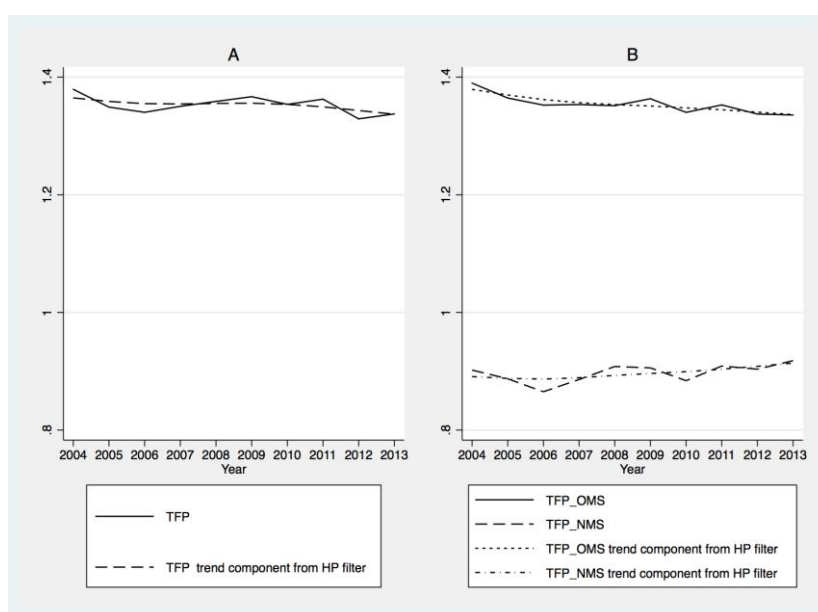 A
1.4
1.2
1
.8
2004 2005 2006 2007 2008 2009 2010 2011 2012 2013
Year
TFP
TFP trend component from HP filter
B
1.4
1.2
1
.8
2004 2005 2006 2007 2008 2009 2010 2011 2012 2013
Year
TFP_OMS
TFP_NMS
TFP_OMS trend component from HP filter
TFP_NMS trend component from HP filter